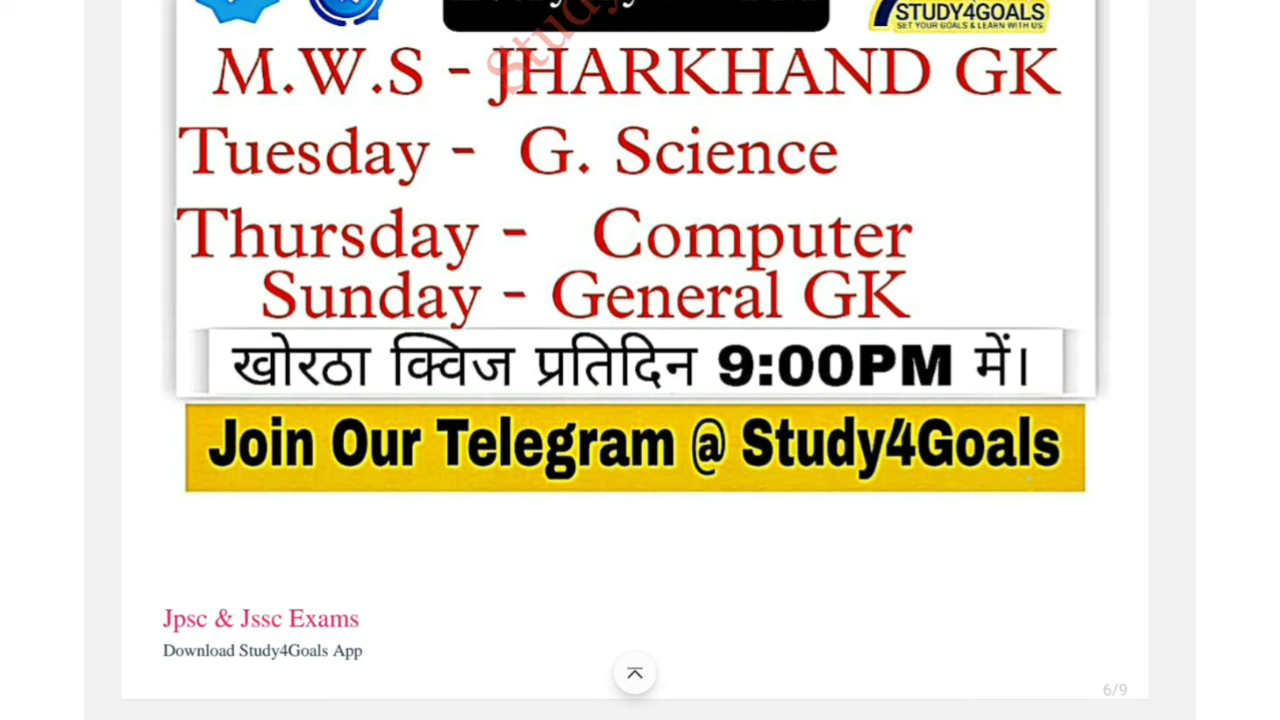 STUDY4GOALS
SET YOUR GOALS & LEARN WITH US
Study
M.W.S - JHARKHAND GK
Tuesday - G. Science
Thursday - Computer
Sunday - General GK
खोरठा क्विज प्रतिदिन 9:00PM में।
Join Our Telegram @ Study4Goals
Jpsc & Jssc Exams
Download Study4Goals App
6/9